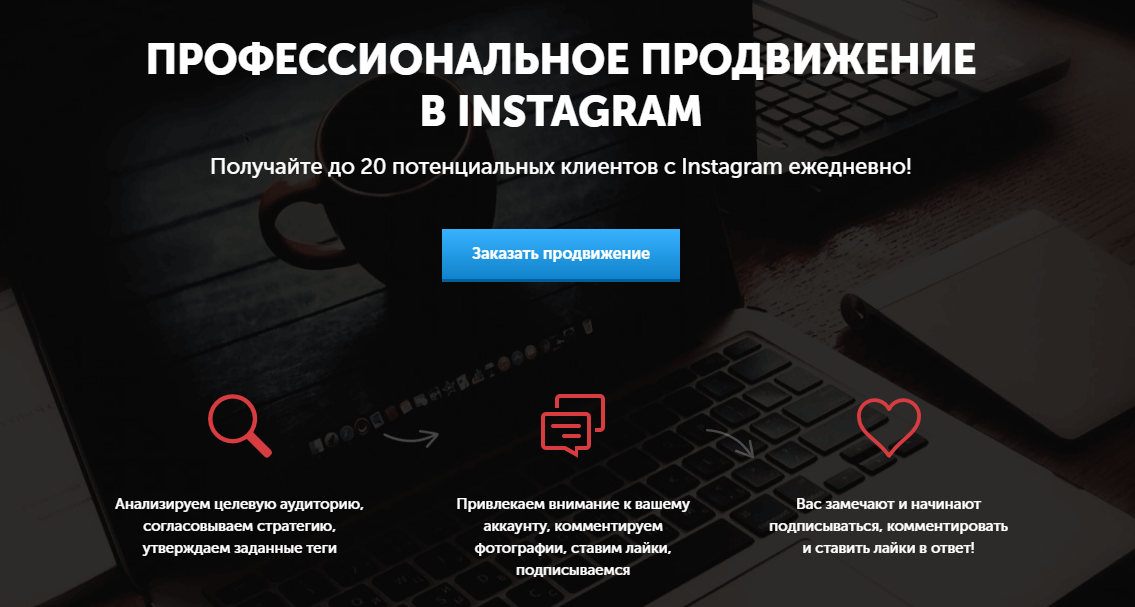 ПРОФЕССИОНАЛЬНОЕ ПРОДВИЖЕНИЕ
В INSTAGRAM
Получайте до 20 потенциальных клиентов с Instagram ежедневно!
Заказать продвижение
Анализируем целевую аудиторию,
согласовываем стратегию,
утверждаем заданные теги
Привлекаем внимание к вашему
аккаунту, комментируем
фотографии, ставим лайки,
подписываемся
Вас замечают и начинают
подписываться, комментировать
и ставить лайки в ответ!